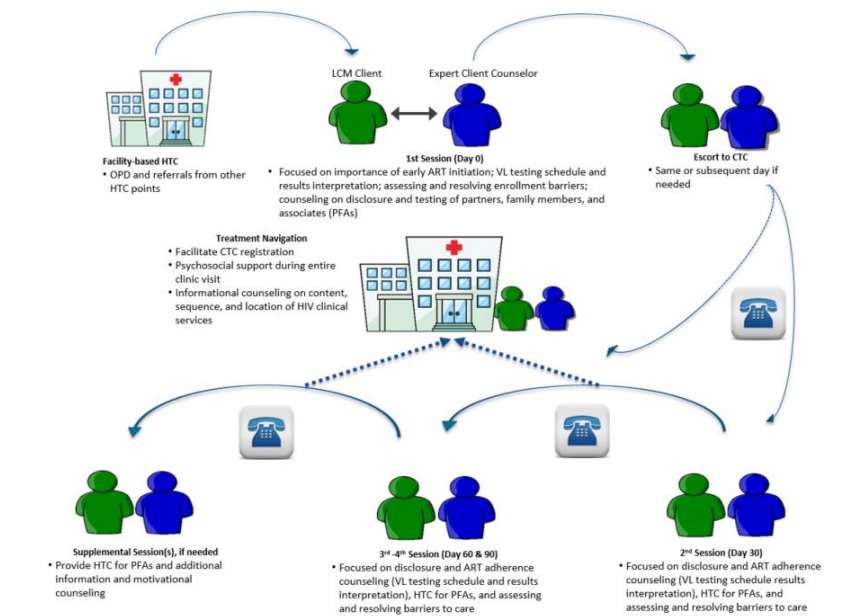 LCM Client
Expert Client Counselor
Facility-based HTC
• OPD and referrals from other
HTC points
1st Session (Day 0)
• Focused on importance of early ART initiation; VL testing schedule and
results interpretation; assessing and resolving enrollment barriers;
counseling on disclosure and testing of partners, family members, and
associates (PFAs)
Escort to CTC
• Same or subsequent day if
needed
Treatment Navigation
• Facilitate CTC registration
• Psychosocial support during entire
clinic visit
• Informational counseling on content,
sequence, and location of HIV clinical
services
Supplemental Session(s), if needed
• Provide HTC for PFAs and additional
information and motivational
counseling
3rd -4th Session (Day 60 & 90)
• Focused on disclosure and ART adherence
counseling (VL testing schedule and results
interpretation), HTC for PFAs, and assessing
and resolving barriers to care
2nd Session (Day 30)
• Focused on disclosure and ART adherence
counseling (VL testing schedule results
interpretation), HTC for PFAs, and
assessing and resolving barriers to care